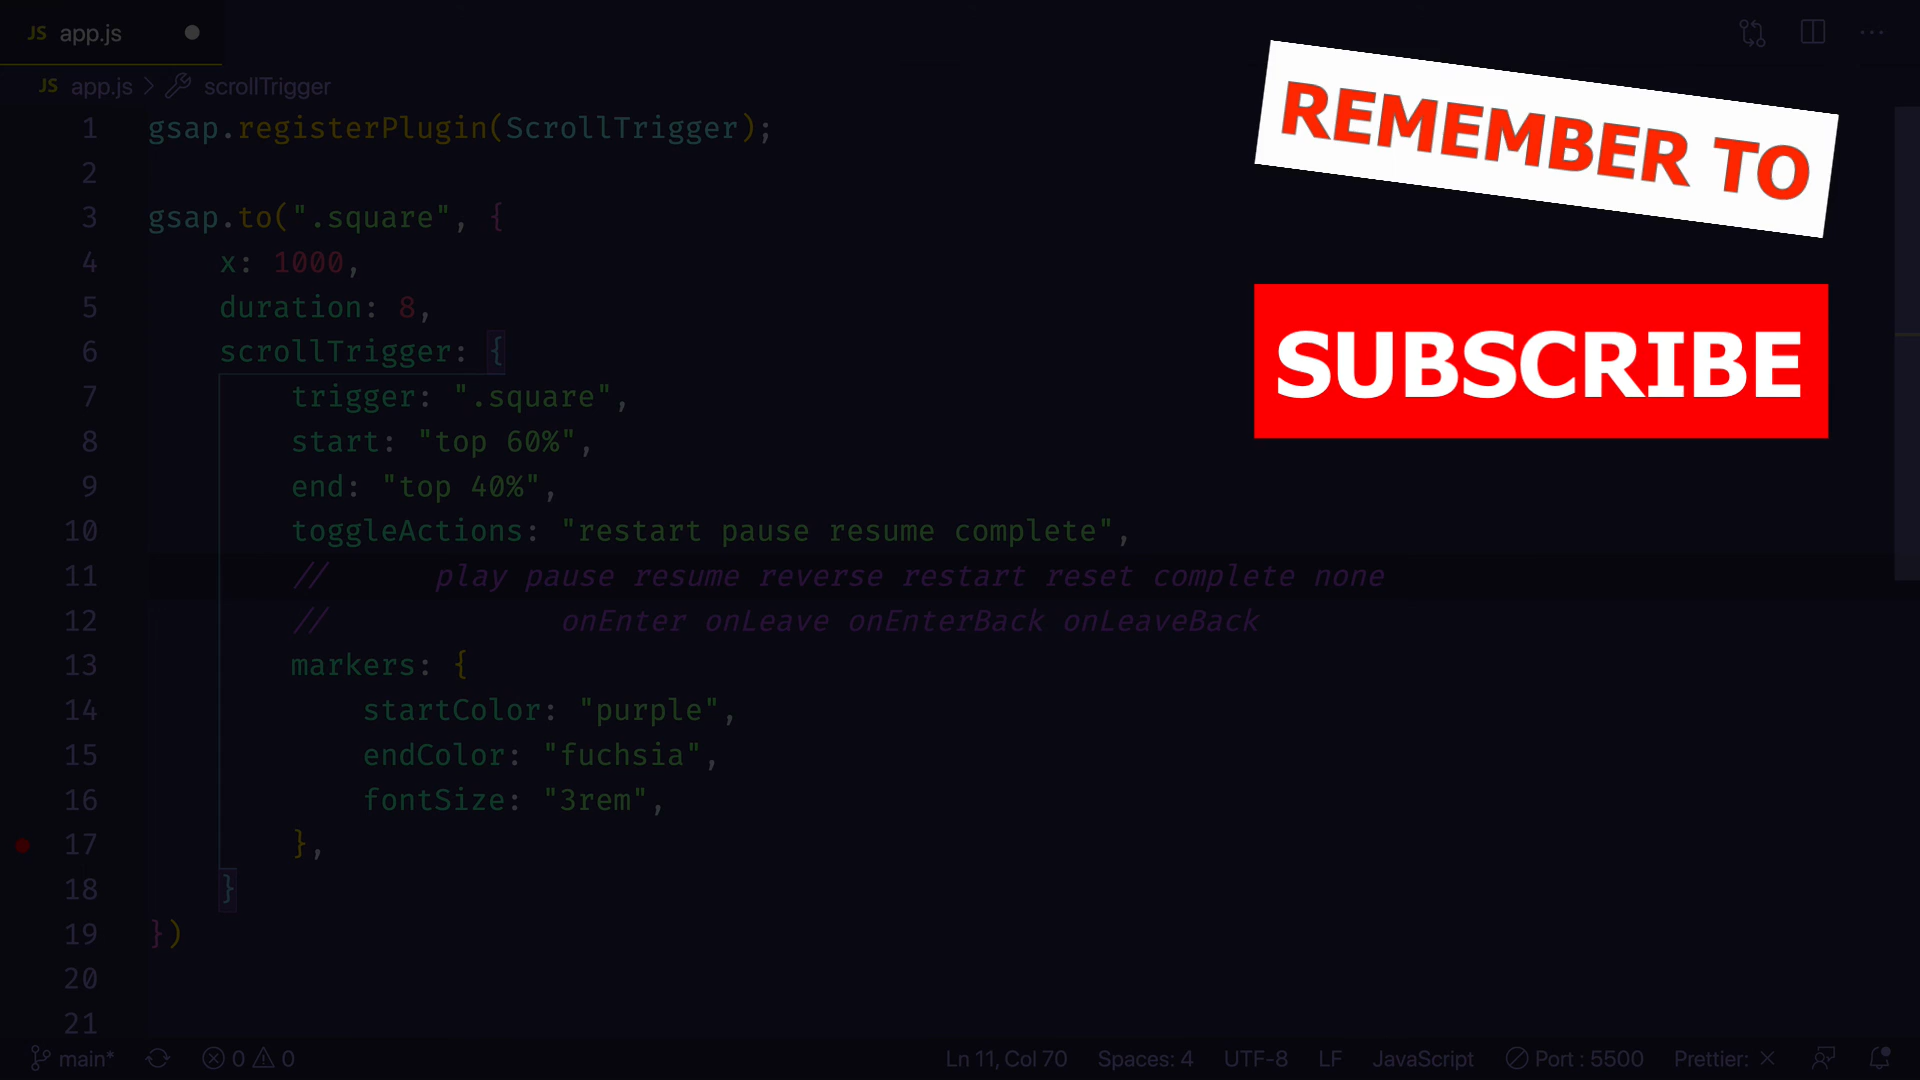 JS app.js
JS app.js > scrollTrigger
1 gsap.registerPlugin(ScrollTrigger);
2
3 gsap.to(".square", {
4 x: 1000,
5 duration: 8,
6 scrollTrigger: {
7 trigger: ".square",
8 start: "top 60%",
9 end: "top 40%",
10 toggleActions: "restart pause resume complete",
11 // play pause resume reverse restart reset complete none
12 // onEnter onLeave onEnterBack onLeaveBack
13 markers: {
14 startColor: "purple",
15 endColor: "fuchsia",
16 fontSize: "3rem",
17 },
18 }
19 })
20
21
REMEMBER TO
SUBSCRIBE
main* 0 0 Ln 11, Col 70 Spaces: 4 UTF-8 LF JavaScript Port : 5500 Prettier: ×